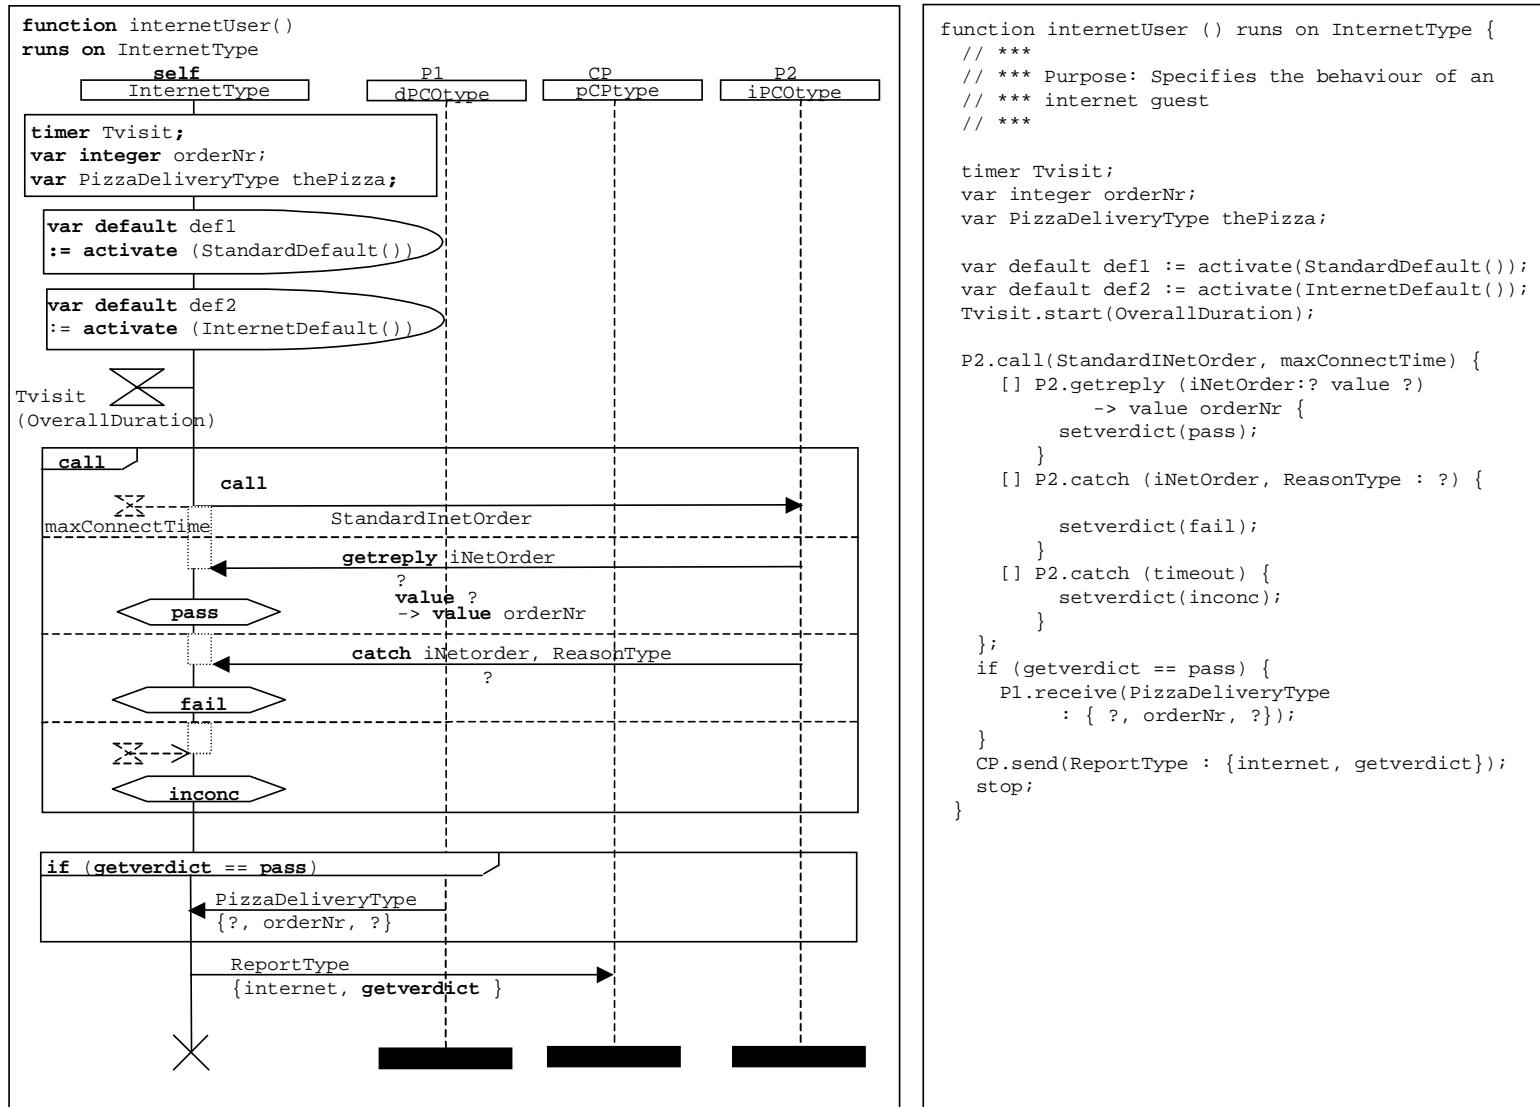 function internetUser()
runs on InternetType
self
InternetType
P1
dPCOtype
CP
pCPtype
P2
iPCOtype
timer Tvisit;
var integer orderNr;
var PizzaDeliveryType thePizza;
var default def1
:= activate (StandardDefault())
var default def2
:= activate (InternetDefault())
Tvisit
(OverallDuration)
call
call
maxConnectTime
StandardInetOrder
getreply iNetOrder
?
value ?
-> value orderNr
pass
catch iNetorder, ReasonType
?
fail
inconc
if (getverdict == pass)
PizzaDeliveryType
{?, orderNr, ?}
ReportType
{internet, getverdict }
function internetUser () runs on InternetType {
// ***
// *** Purpose: Specifies the behaviour of an
// *** internet guest
// ***
timer Tvisit;
var integer orderNr;
var PizzaDeliveryType thePizza;
var default def1 := activate(StandardDefault());
var default def2 := activate(InternetDefault());
Tvisit.start(OverallDuration);
P2.call(StandardINetOrder, maxConnectTime) {
[] P2.getreply (iNetOrder:? value ?)
-> value orderNr {
setverdict(pass);
}
[] P2.catch (iNetOrder, ReasonType : ?) {
setverdict(fail);
}
[] P2.catch (timeout) {
setverdict(inconc);
}
};
if (getverdict == pass) {
P1.receive(PizzaDeliveryType
: { ?, orderNr, ?});
}
CP.send(ReportType : {internet, getverdict});
stop;
}